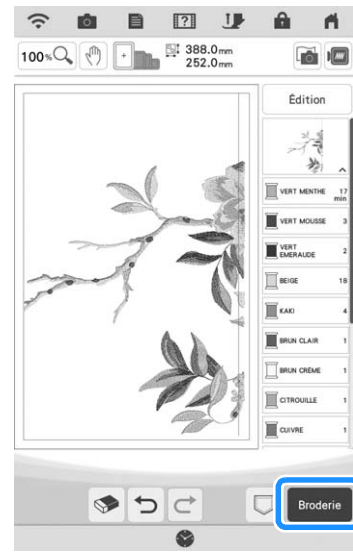 100%
388.0mm
252.0mm
Édition
VERT MENTHE 17 min
VERT MOUSSE 3
VERT
EMERAUDE 2
BEIGE 18
KAKI 4
BRUN CLAIR 1
BRUN CRÈME 1
CITROUILLE 1
CUIVRE 1
Broderie